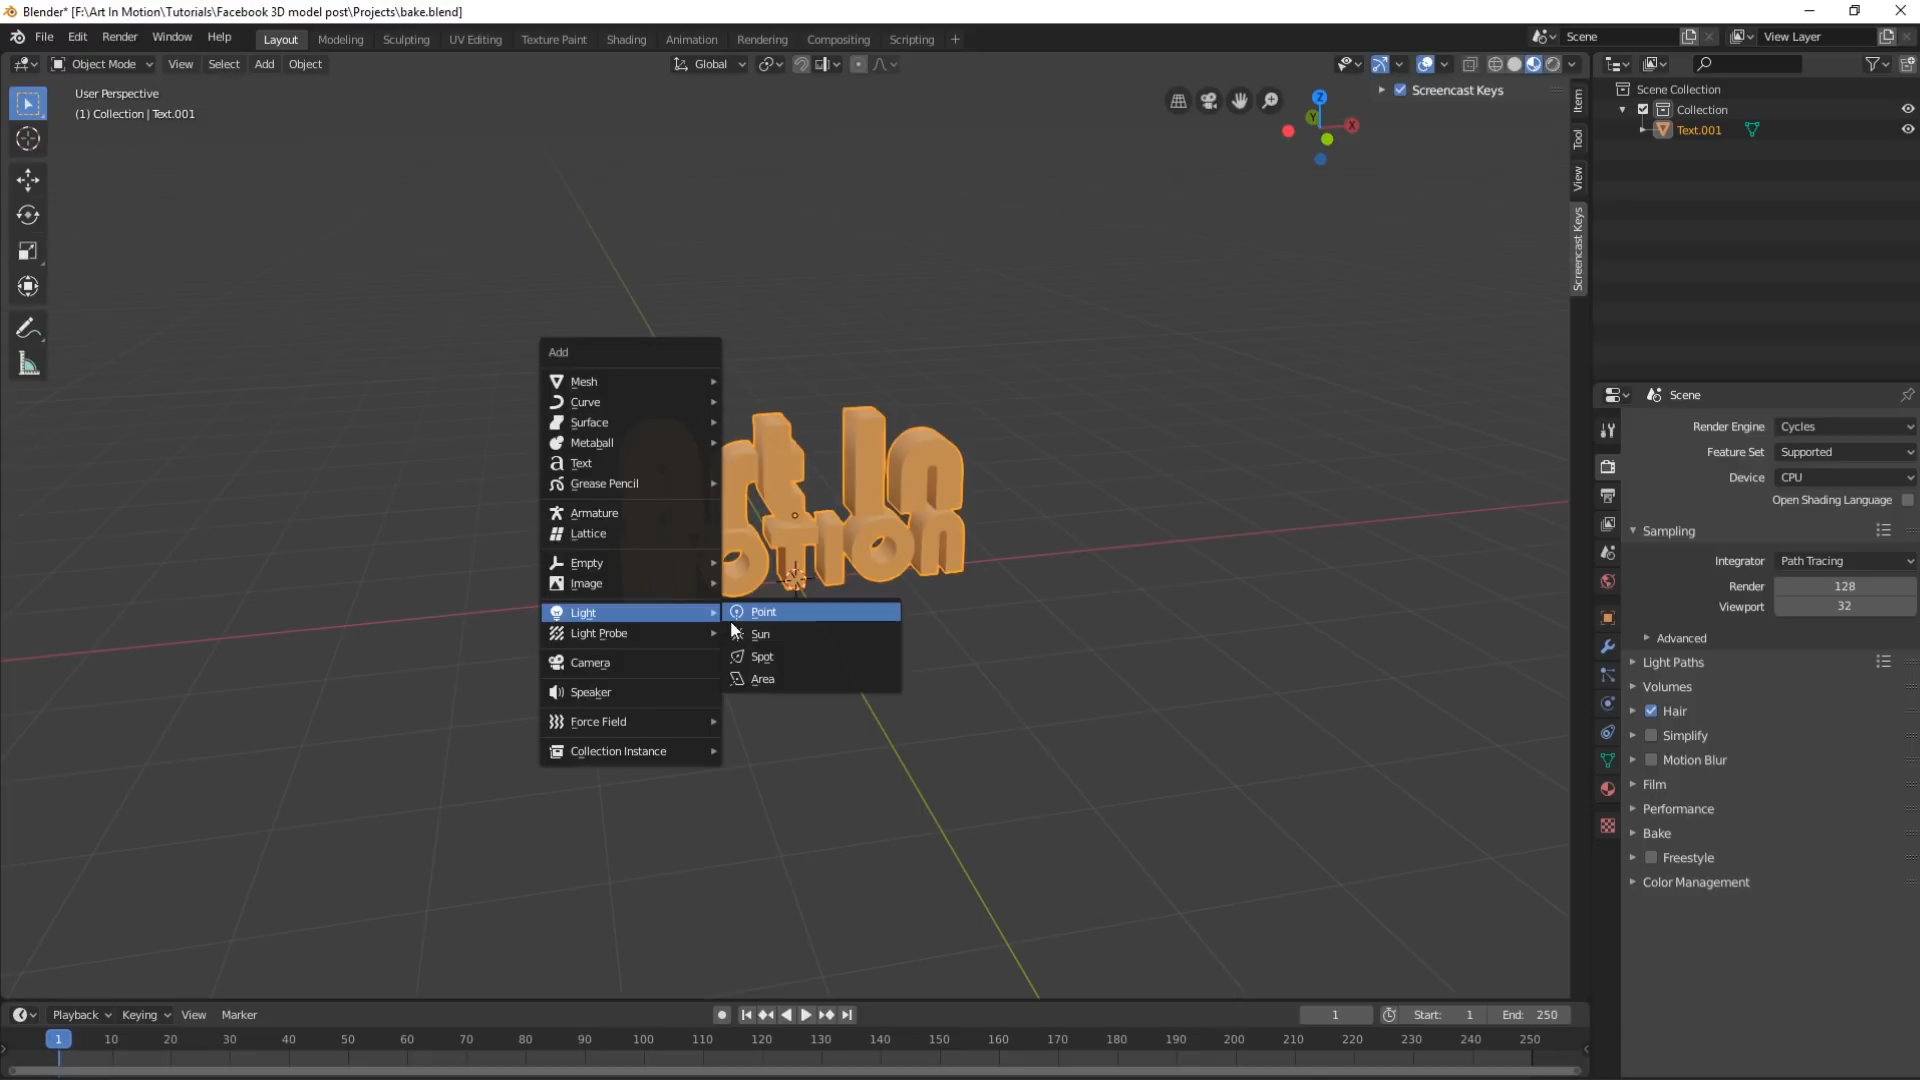 Blender* [F:\Art In Motion\Tutorials\Facebook 3D model post\Projects\bake.blend]
File Edit Render Window Help
Layout Modeling Sculpting UV Editing Texture Paint Shading Animation Rendering Compositing Scripting +
Scene
View Layer
Object Mode View Select Add Object
Global
User Perspective
(1) Collection | Text.001
Screencast Keys
Z
Y
X
Item
Tool
View
Screencast Keys
Scene Collection
Collection
Text.001
Add
Mesh
Curve
Surface
Metaball
Text
Grease Pencil
Armature
Lattice
Empty
Image
Light
Light Probe
Camera
Speaker
Force Field
Collection Instance
Point
Sun
Spot
Area
rt In
otion
Scene
Render Engine Cycles
Feature Set Supported
Device CPU
Open Shading Language
Sampling
Integrator Path Tracing
Render 128
Viewport 32
Advanced
Light Paths
Volumes
Hair
Simplify
Motion Blur
Film
Performance
Bake
Freestyle
Color Management
Playback Keying View Marker
1 Start: 1 End: 250
1 10 20 30 40 50 60 70 80 90 100 110 120 130 140 150 160 170 180 190 200 210 220 230 240 250